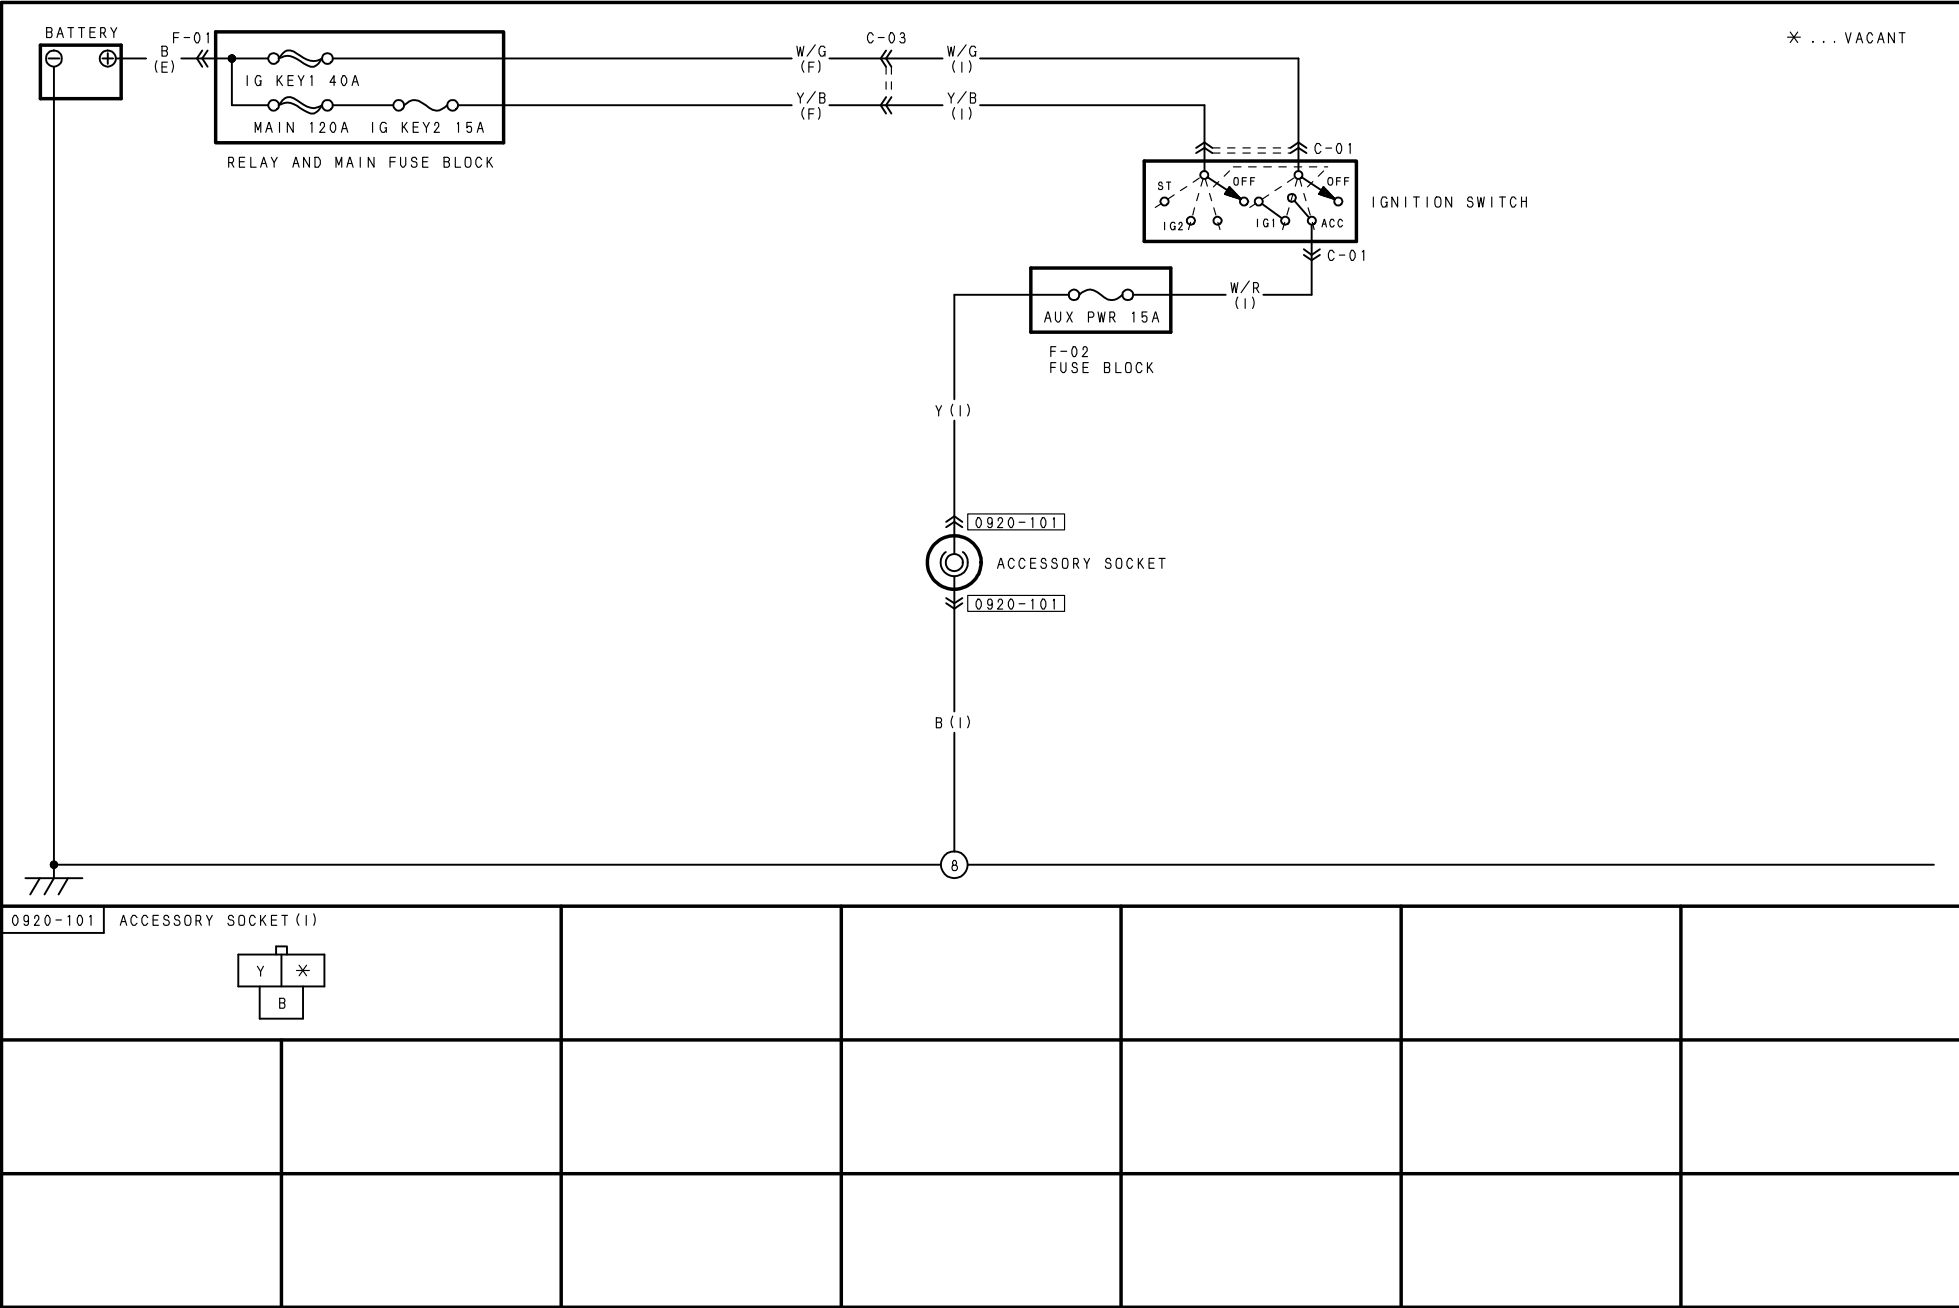 BATTERY
B
(E)
F-01
IG KEY1 40A
MAIN 120A IG KEY2 15A
RELAY AND MAIN FUSE BLOCK
W/G
(F)
Y/B
(F)
C-03
W/G
(I)
Y/B
(I)
* ... VACANT
C-01
ST
OFF
OFF
IG2
IG1
ACC
IGNITION SWITCH
C-01
W/R
(I)
AUX PWR 15A
F-02
FUSE BLOCK
Y(I)
0920-101
ACCESSORY SOCKET
0920-101
B(I)
8
0920-101 ACCESSORY SOCKET(I)
Y *
B